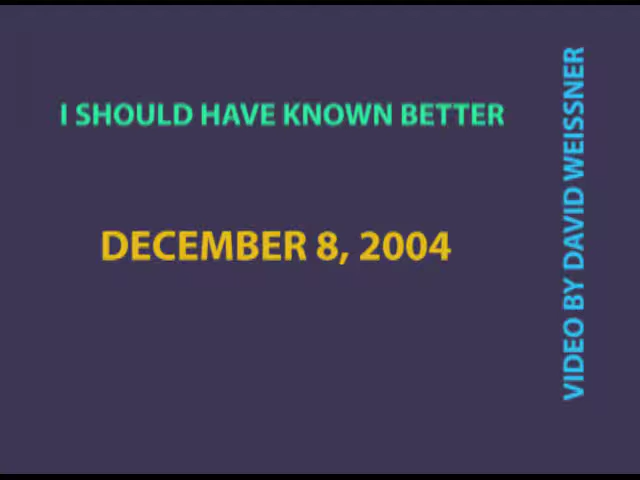 I SHOULD HAVE KNOWN BETTER
DECEMBER 8, 2004
VIDEO BY DAVID WEISSNER